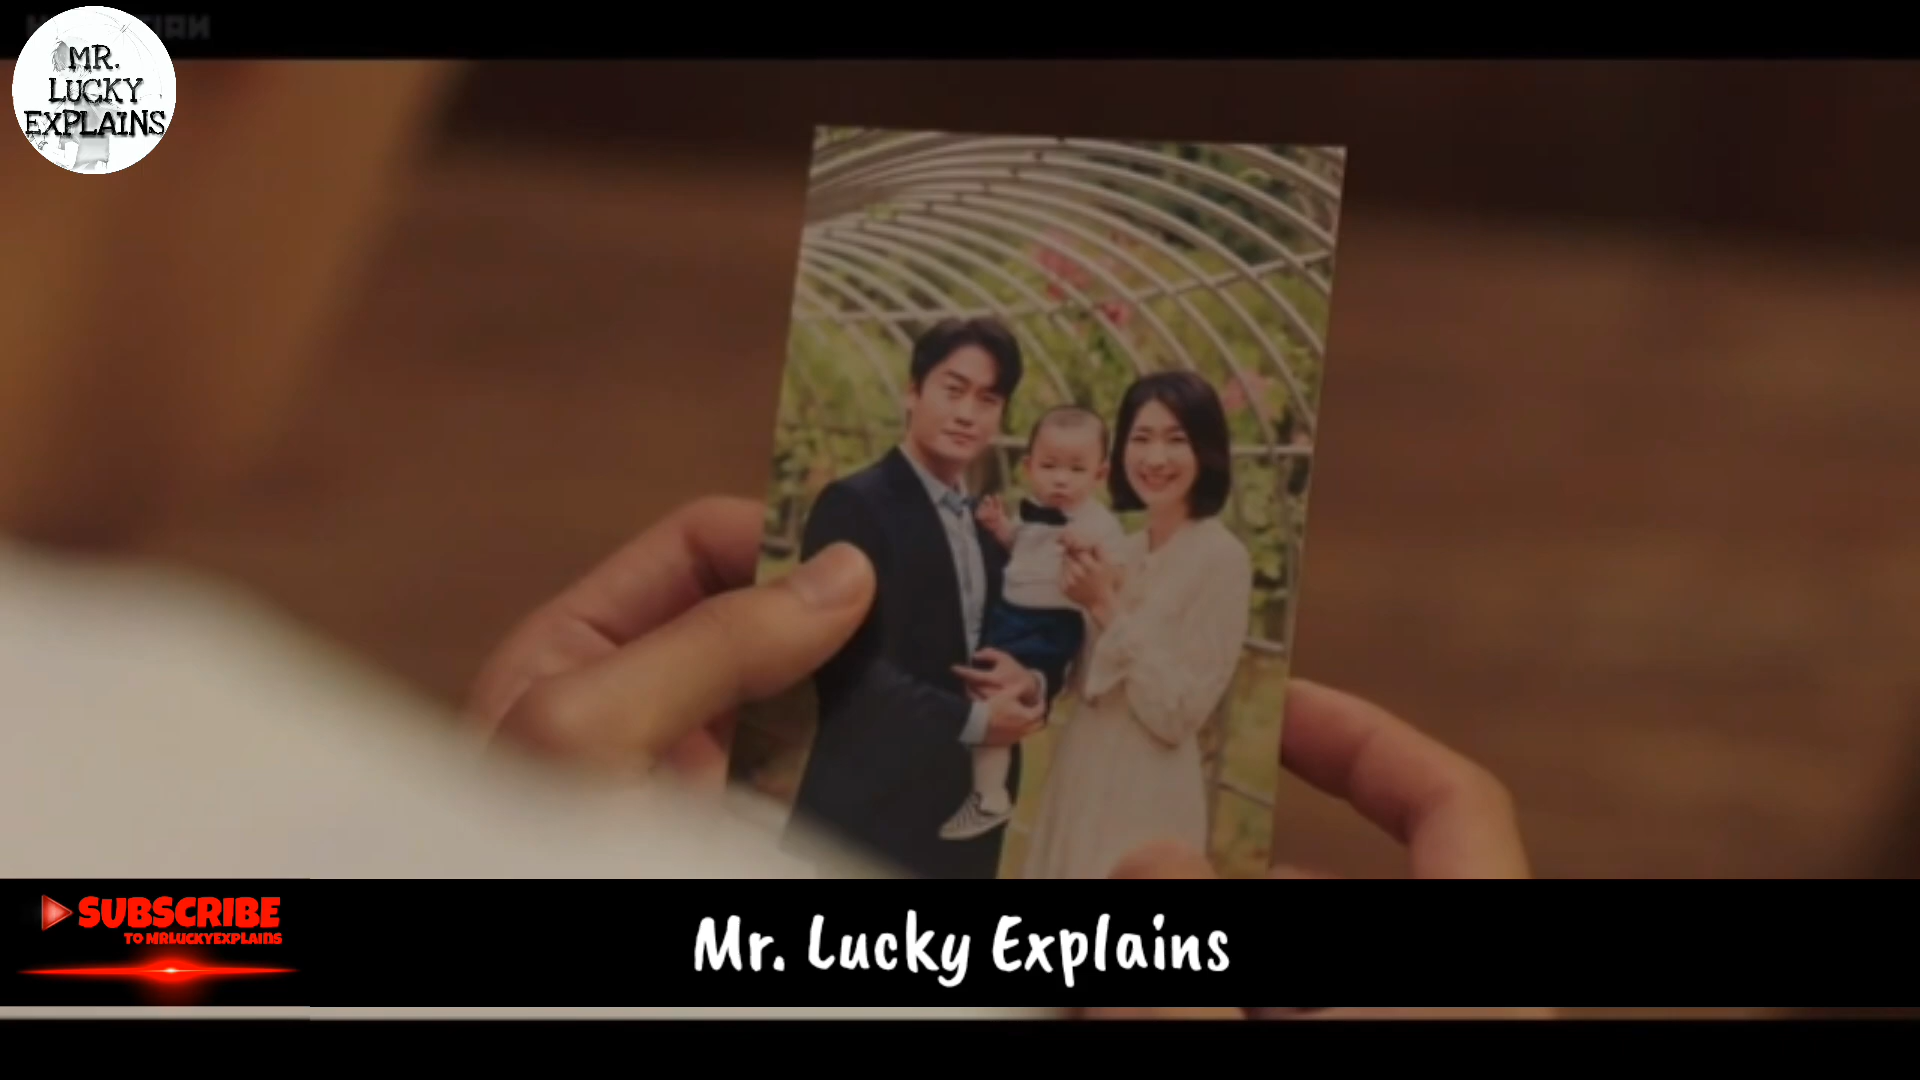 MR.
LUCKY
EXPLAINS
SUBSCRIBE
TO MRLUCKYEXPLAINS
Mr. Lucky Explains